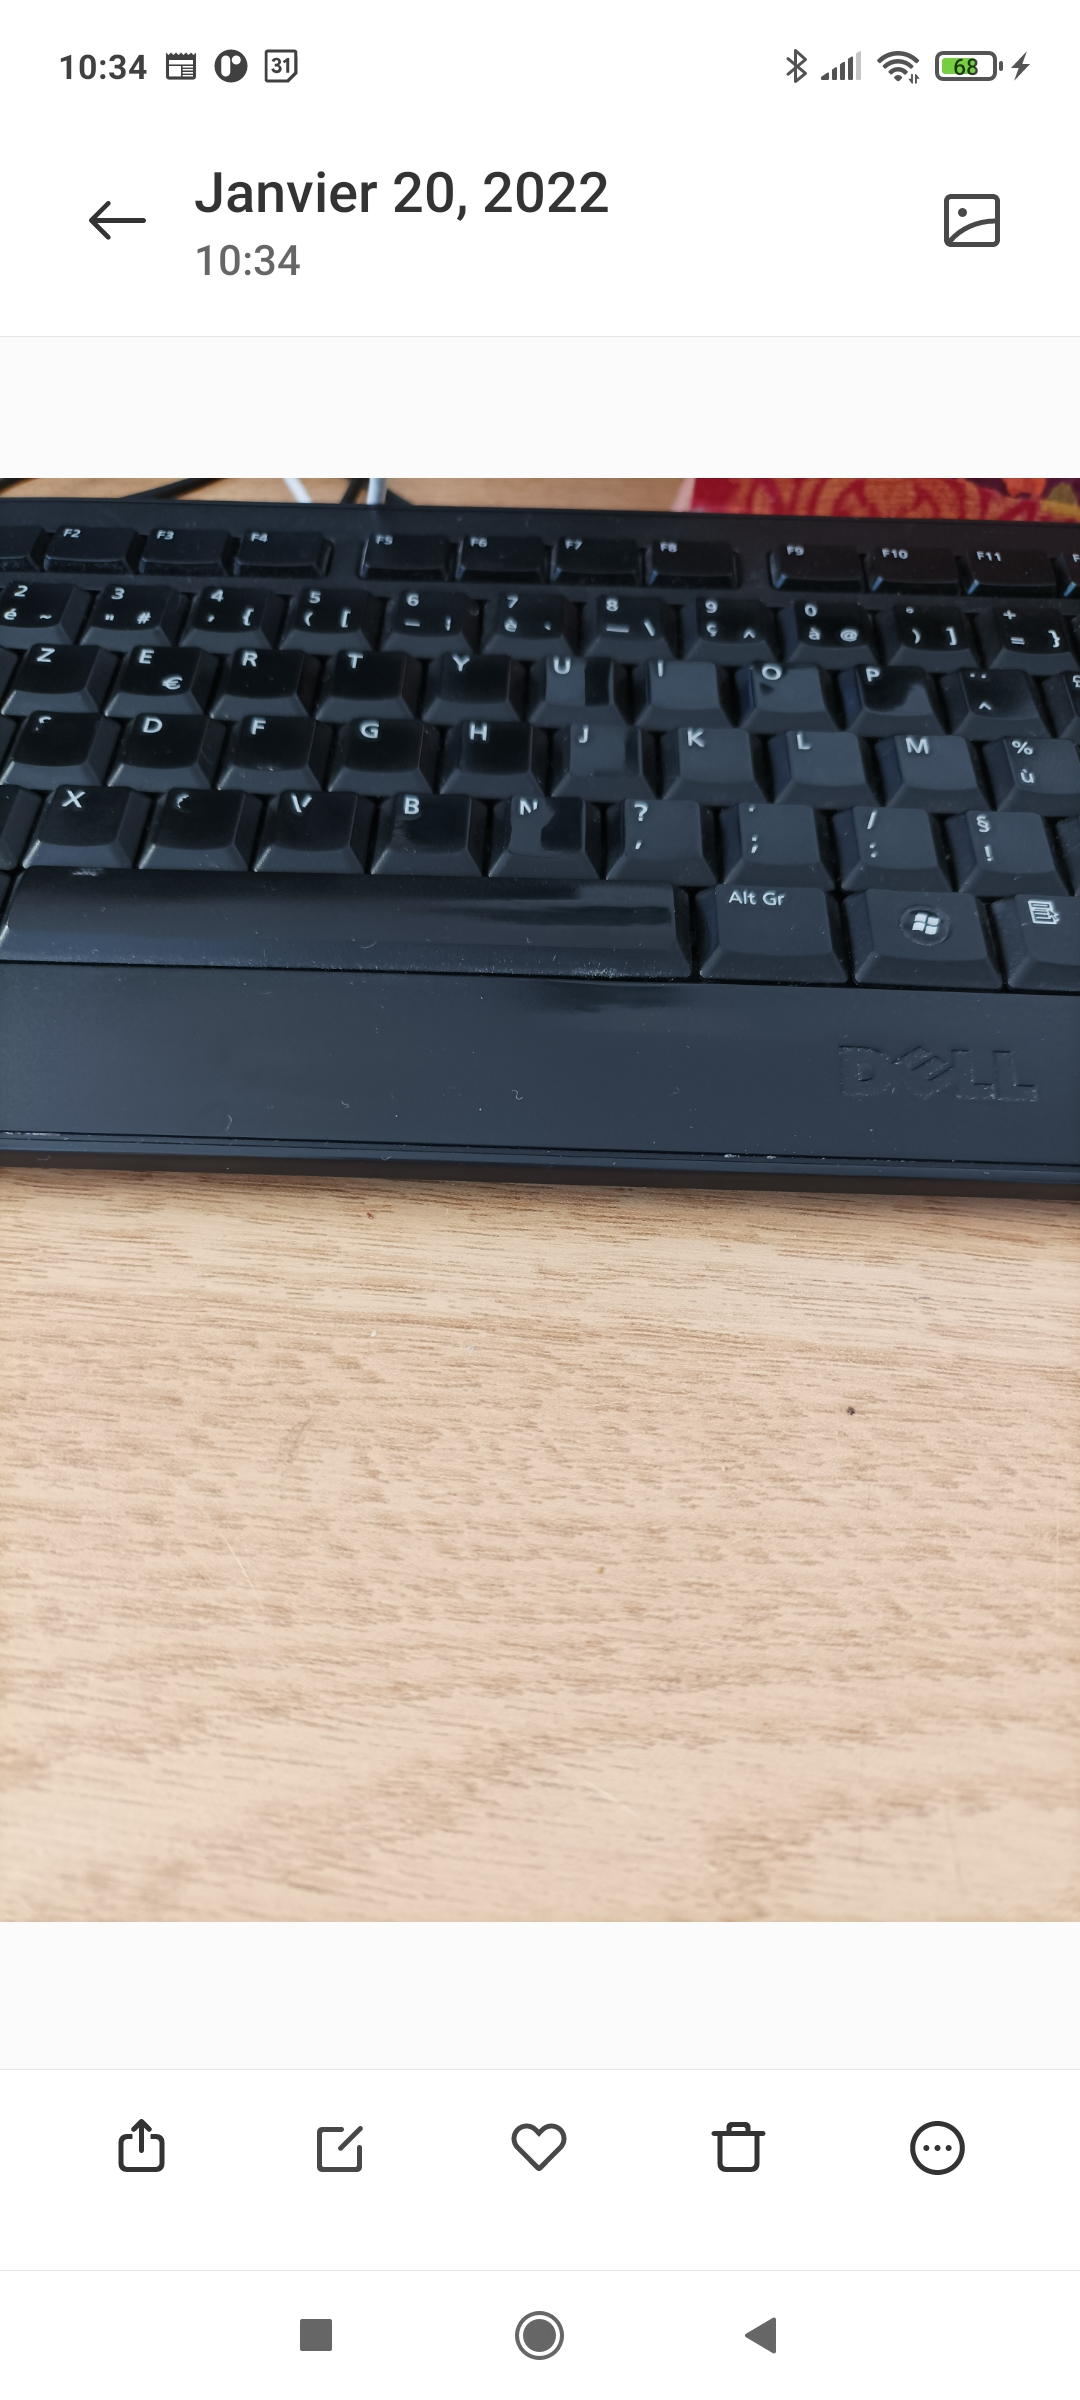 10:34 31 68
Janvier 20, 2022
10:34
F2 F3 F4 F5 F6 F7 F8 F9 F10 F11
2 3 4 5 6 7 8 9 0 ° +
é ~ " # ' { ( [ - | è ` _ \ ç ^ à @ ) ] = }
Z E R T Y U I O P ¨
€ ^
D F G H J K L M %
ù
X V B N ? . / §
, ; : !
Alt Gr
DELL